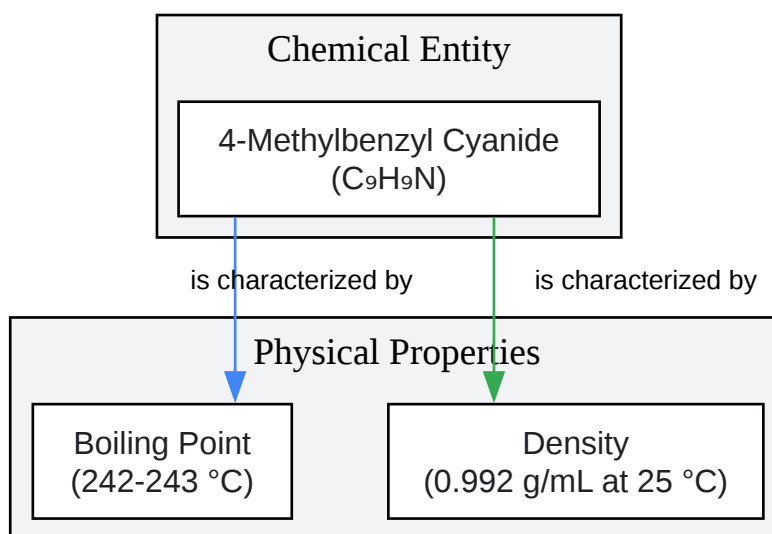 Chemical Entity
4-Methylbenzyl Cyanide
(C₉H₉N)
is characterized by
is characterized by
Physical Properties
Boiling Point
(242-243 °C)
Density
(0.992 g/mL at 25 °C)